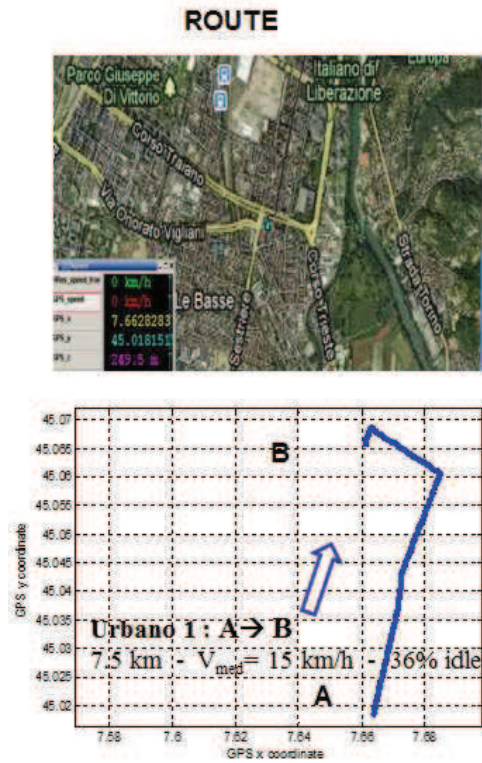 ROUTE
Parco Giuseppe
Di Vittorio
Italiano di
Liberazione
Europa
Corso Traiano
Via Onorato Vigliani
Le Basse
Sestriere
Corso Trieste
Strada Torino
0 km/h
GPS_speed
0 km/h
GPS_x
7.6628283
GPS_y
45.018151
GPS_z
249.5 m
45.07
45.065
45.06
45.055
45.05
45.045
45.04
45.035
45.03
45.025
45.02
GPS y coordinate
B
Urbano 1 : A→ B
7.5 km - Vmed= 15 km/h - 36% idle
A
7.58
7.6
7.62
7.64
7.66
7.68
GPS x coordinate